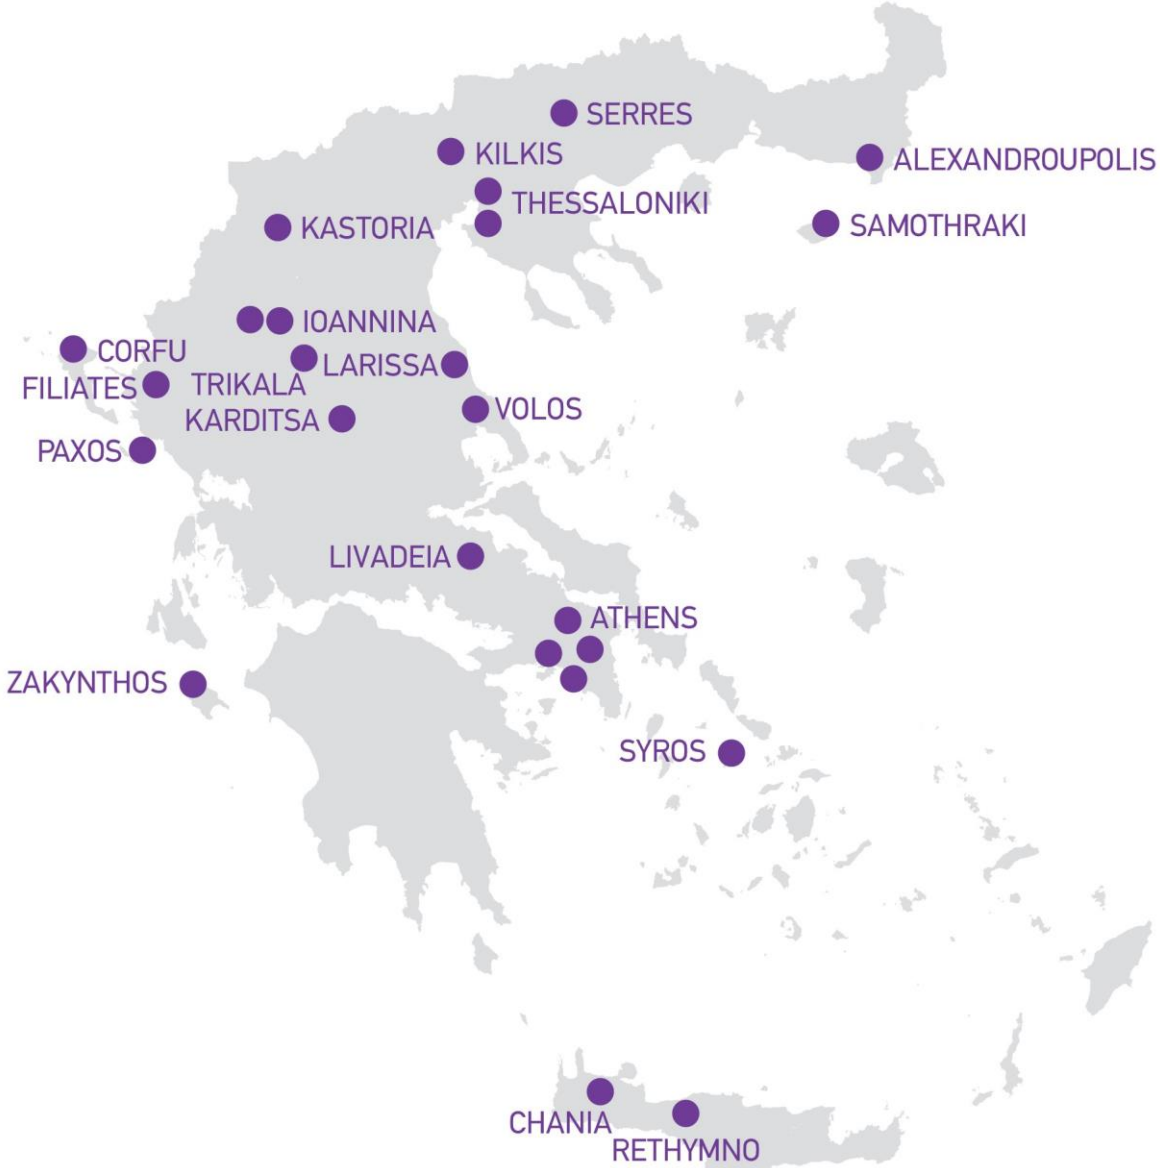 SERRES
KILKIS
ALEXANDROUPOLIS
THESSALONIKI
KASTORIA
SAMOTHRAKI
IOANNINA
CORFU
LARISSA
FILIATES
TRIKALA
VOLOS
KARDITSA
PAXOS
LIVADEIA
ATHENS
ZAKYNTHOS
SYROS
CHANIA
RETHYMNO